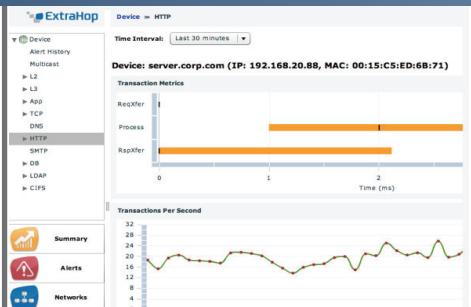 ExtraHop
Device » HTTP
Device
Alert History
Multicast
L2
L3
App
TCP
DNS
HTTP
SMTP
DB
LDAP
CIFS
Summary
Alerts
Networks
Time Interval: Last 30 minutes
Device: server.corp.com (IP: 192.168.20.88, MAC: 00:15:C5:ED:6B:71)
Transaction Metrics
ReqXfer
Process
RspXfer
0 1 2
Time (ms)
Transactions Per Second
32
28
24
20
16
12
8
4